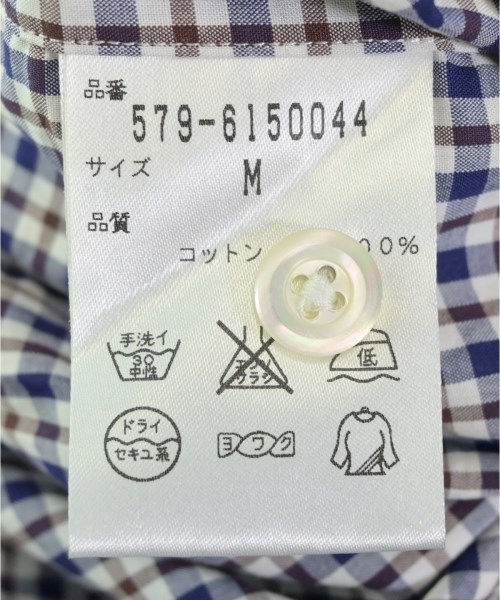 品番
579-6150044
サイズ
M
品質
コットン 00%
手洗イ
30
中性
低
ドライ
セキユ系
ヨワク